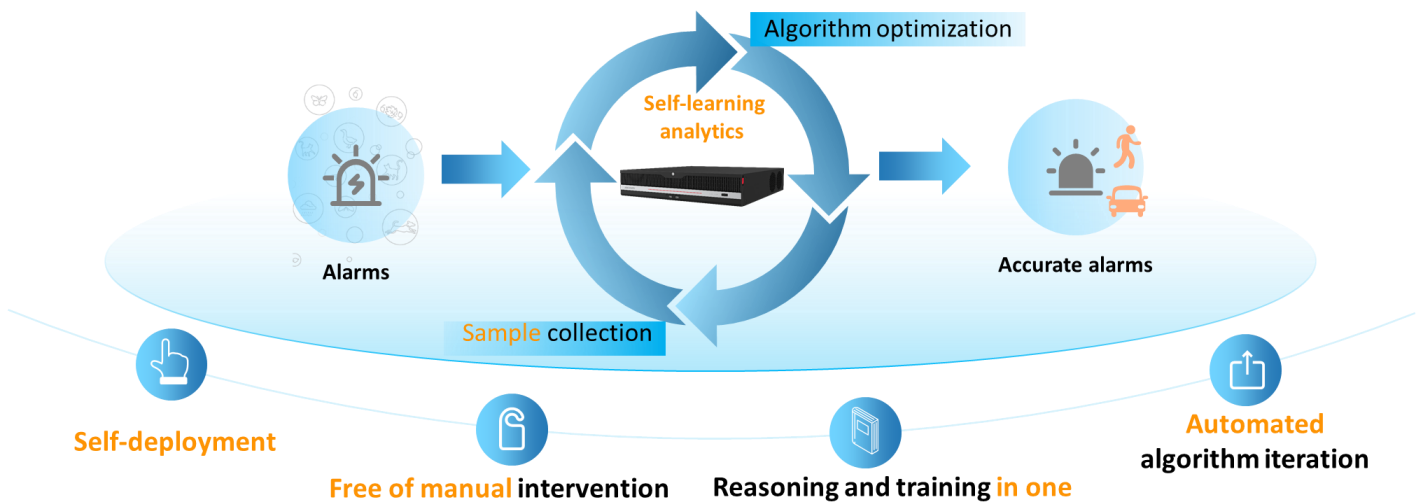 Algorithm optimization
Self-learning
analytics
Alarms
Accurate alarms
Sample collection
Self-deployment
Free of manual intervention
Reasoning and training in one
Automated
algorithm iteration